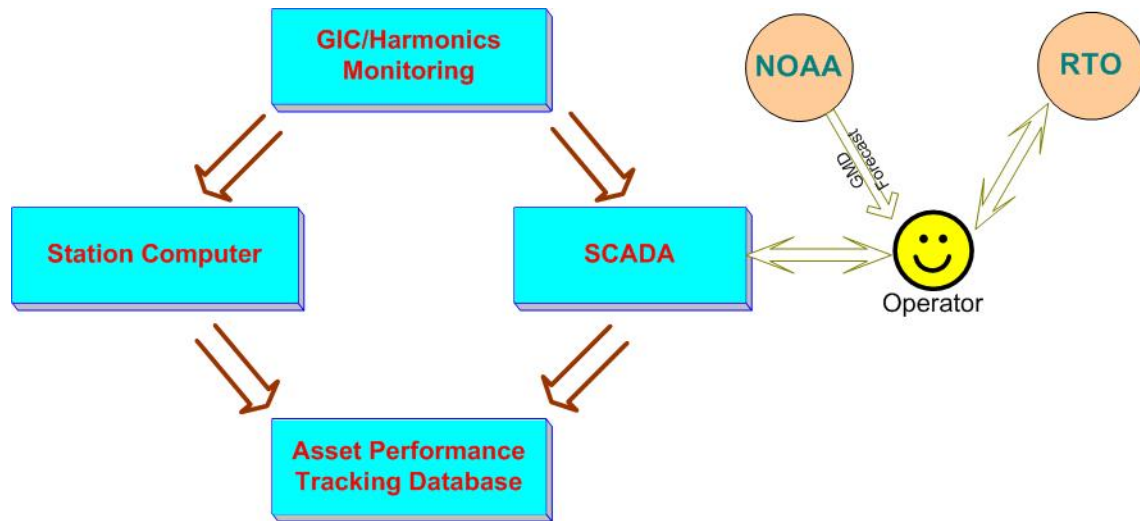 GIC/Harmonics
Monitoring
NOAA
RTO
GMD
Forecast
Station Computer
SCADA
Operator
Asset Performance
Tracking Database